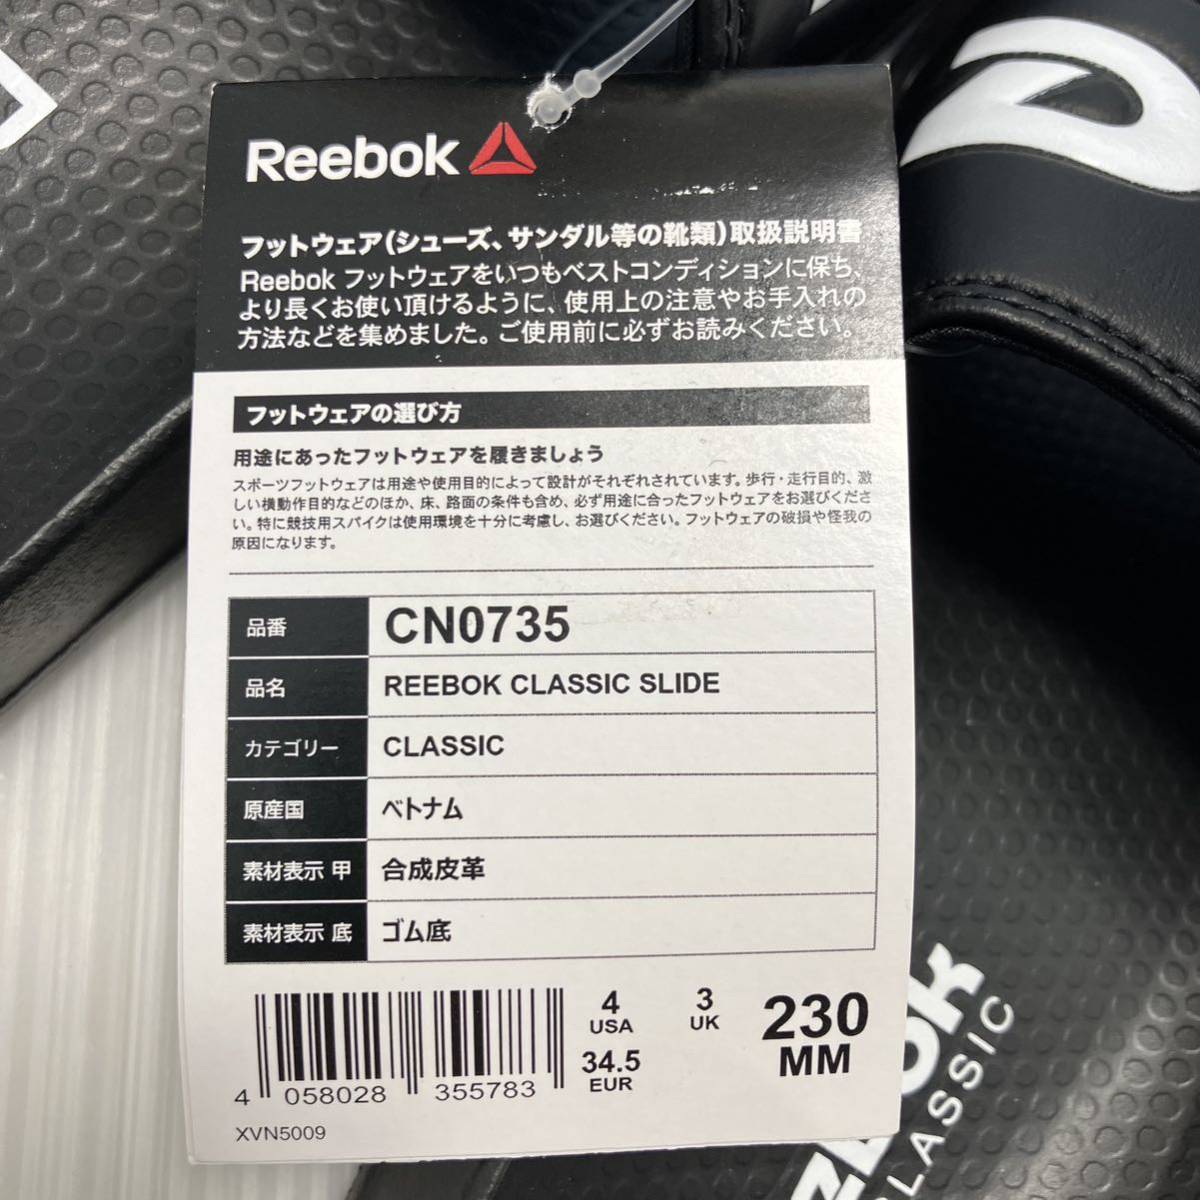 Reebok
フットウェア(シューズ、サンダル等の靴類)取扱説明書
Reebok フットウェアをいつもベストコンディションに保ち、
より長くお使い頂けるように、使用上の注意やお手入れの
方法などを集めました。ご使用前に必ずお読みください。
フットウェアの選び方
用途にあったフットウェアを履きましょう
スポーツフットウェアは用途や使用目的によって設計がそれぞれされています。歩行・走行目的、激
しい横動作目的などのほか、床、路面の条件も含め、必ず用途に合ったフットウェアをお選びくださ
い。特に競技用スパイクは使用環境を十分に考慮し、お選びください。フットウェアの破損や怪我の
原因になります。
品番 CN0735
品名 REEBOK CLASSIC SLIDE
カテゴリー CLASSIC
原産国 ベトナム
素材表示 甲 合成皮革
素材表示 底 ゴム底
4 USA 3 UK 230 MM
34.5 EUR
4 058028 355783
XVN5009
CLASSIC